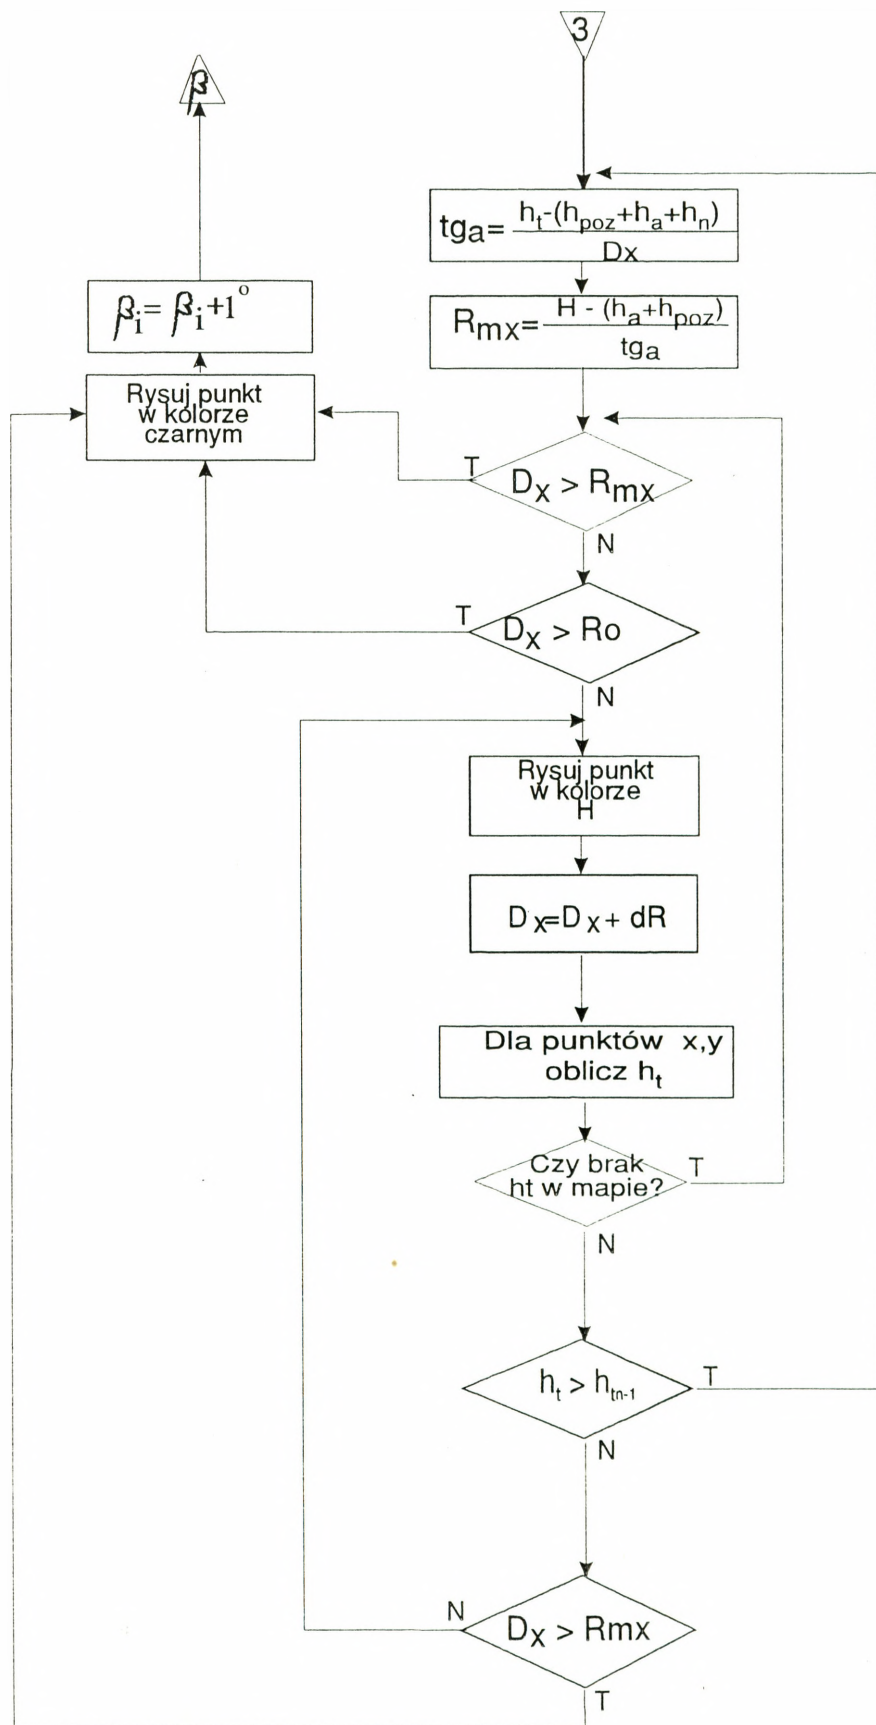 3
β
tga= (h_t-(h_poz+h_a+h_n))/Dx
R_mx= (H - (h_a+h_poz))/tg_a
β_i= β_i+1°
Rysuj punkt
w kolorze
czarnym
T
D_x > R_mx
N
T
D_x > Ro
N
Rysuj punkt
w kolorze
H
D_x=D_x + dR
Dla punktów x,y
oblicz h_t
Czy brak
ht w mapie?
T
N
h_t > h_tn-1
T
N
N
D_x > Rmx
T